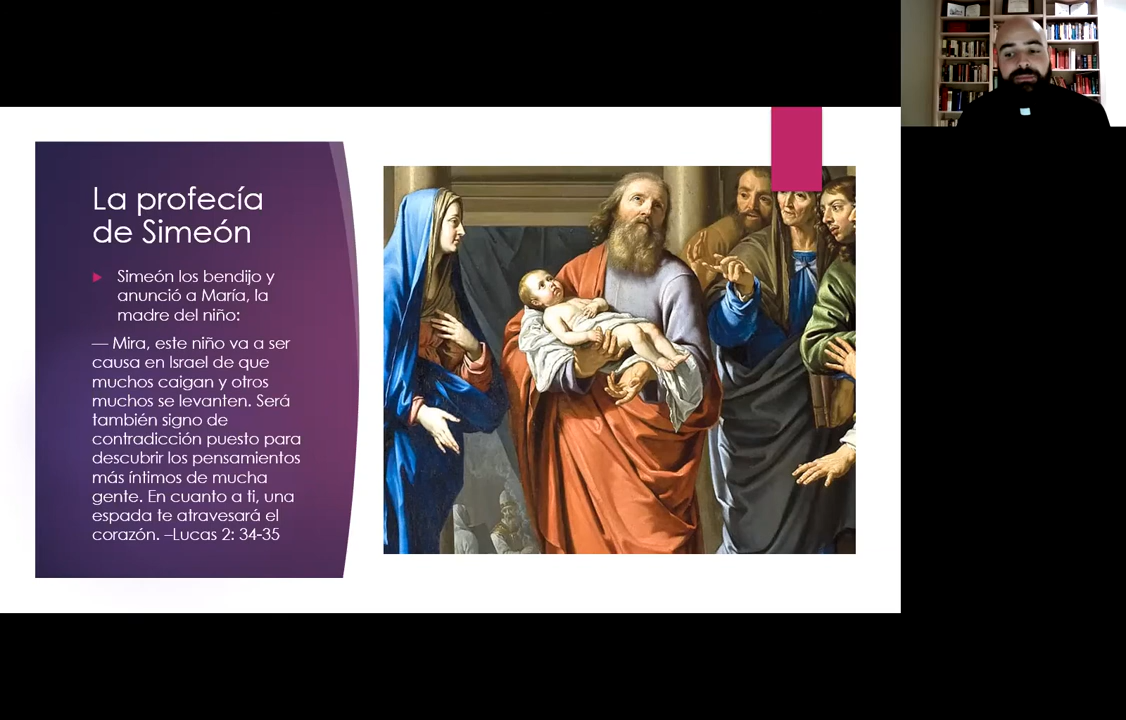 La profecía
de Simeón
Simeón los bendijo y
anunció a María, la
madre del niño:
— Mira, este niño va a ser
causa en Israel de que
muchos caigan y otros
muchos se levanten. Será
también signo de
contradicción puesto para
descubrir los pensamientos
más íntimos de mucha
gente. En cuanto a ti, una
espada te atravesará el
corazón. –Lucas 2: 34-35